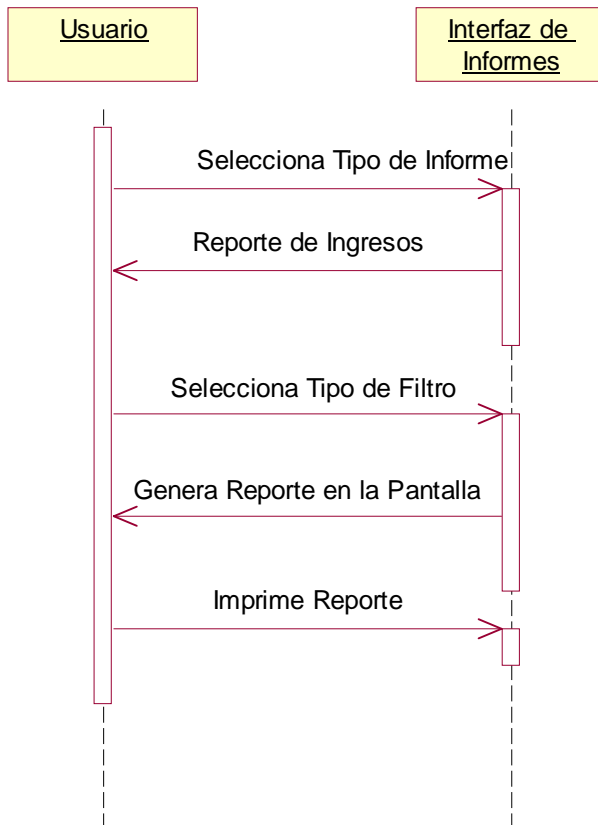 Usuario
Interfaz de
Informes
Selecciona Tipo de Informe
Reporte de Ingresos
Selecciona Tipo de Filtro
Genera Reporte en la Pantalla
Imprime Reporte